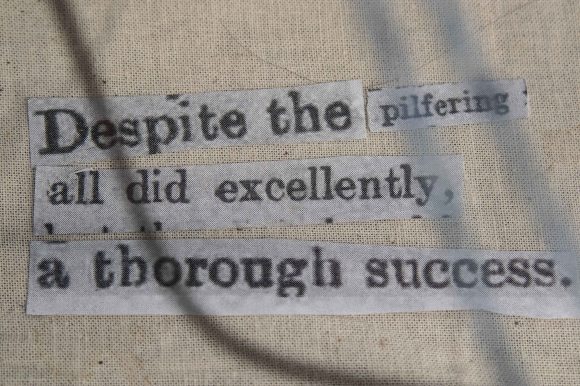 Despite the pilfering
all did excellently,
a thorough success.